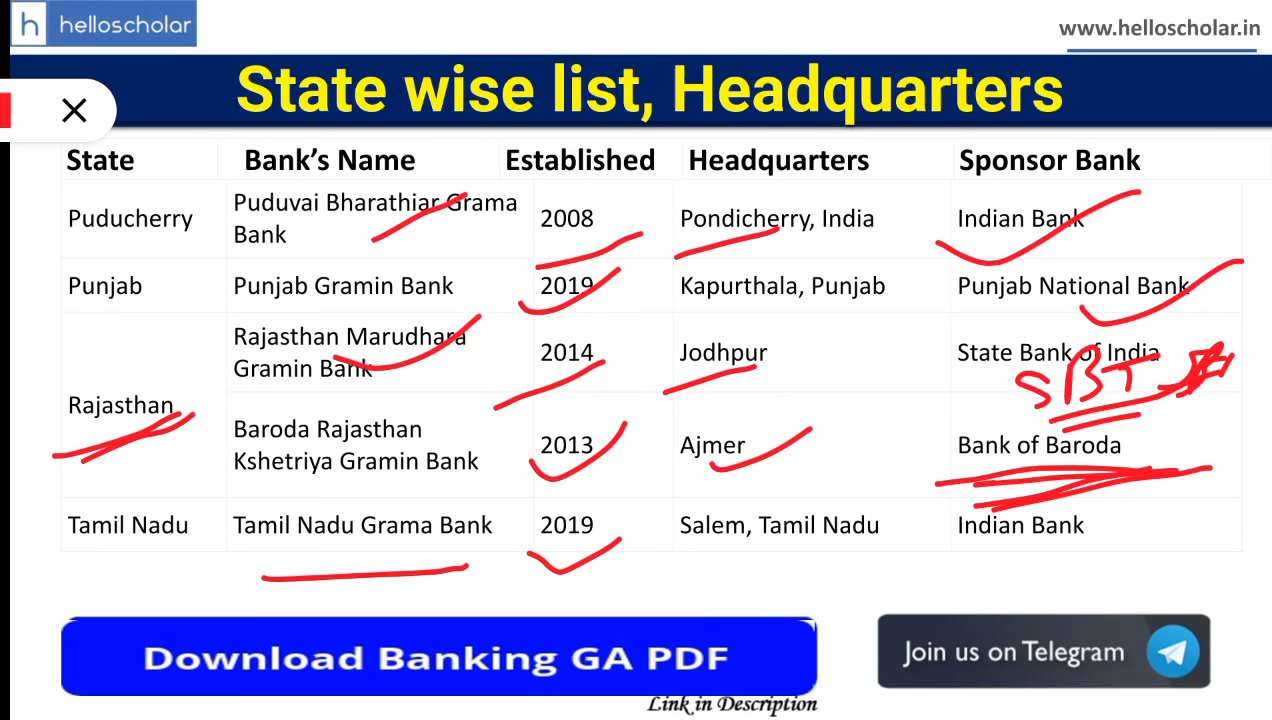 h helloscholar
www.helloscholar.in
State wise list, Headquarters
State Bank's Name Established Headquarters Sponsor Bank
Puducherry Puduvai Bharathiar Grama Bank 2008 Pondicherry, India Indian Bank
Punjab Punjab Gramin Bank 2019 Kapurthala, Punjab Punjab National Bank
Rajasthan Rajasthan Marudhara Gramin Bank 2014 Jodhpur State Bank of India
SBI
Baroda Rajasthan Kshetriya Gramin Bank 2013 Ajmer Bank of Baroda
Tamil Nadu Tamil Nadu Grama Bank 2019 Salem, Tamil Nadu Indian Bank
Download Banking GA PDF
Join us on Telegram
Link in Description